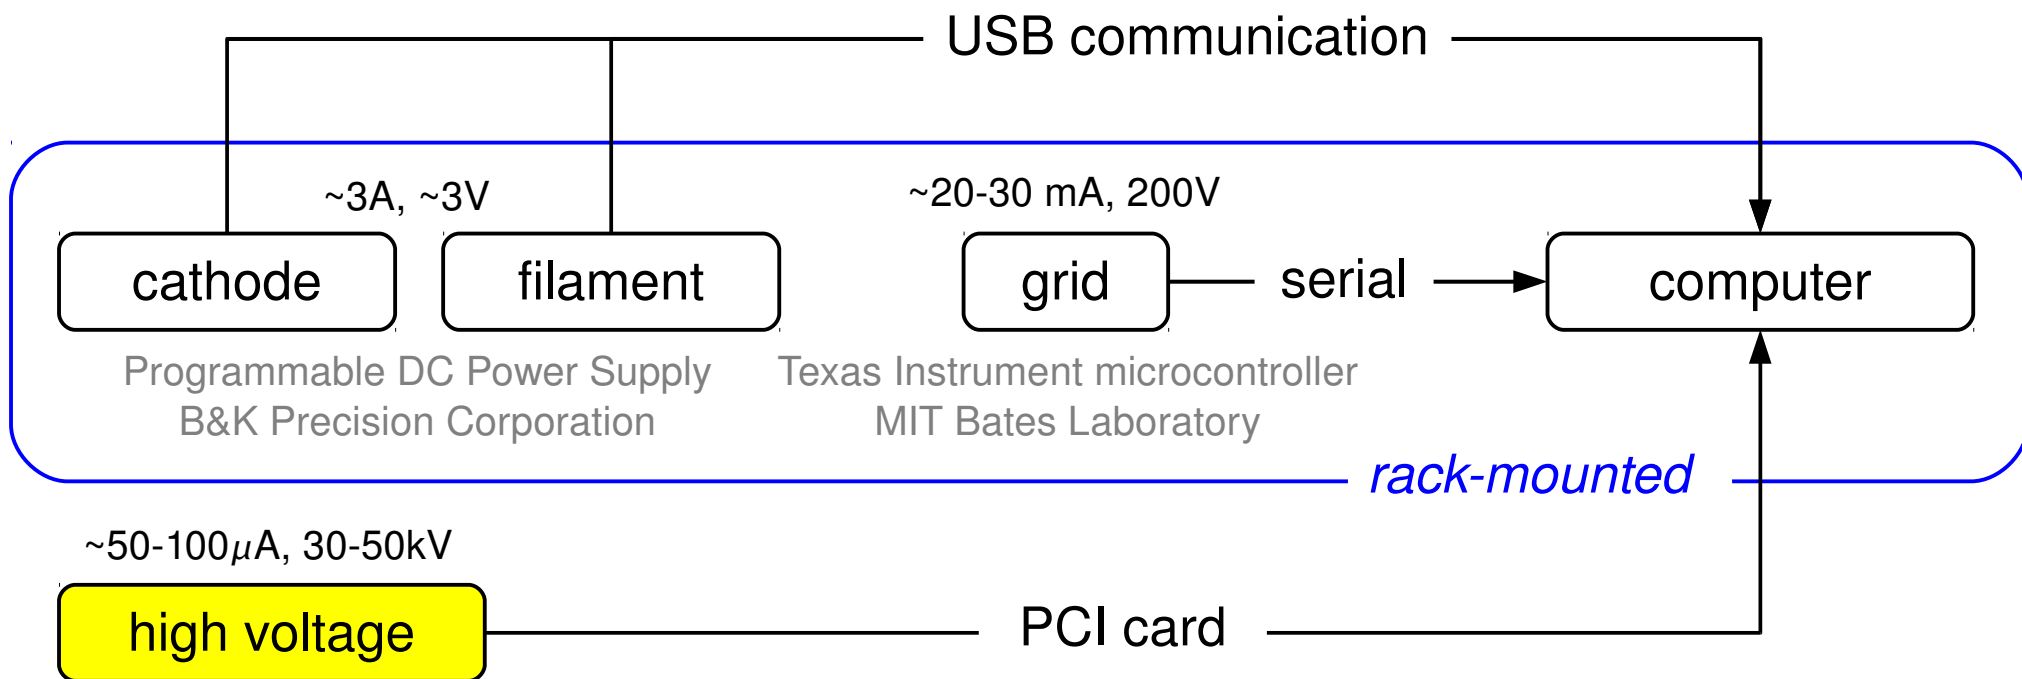 USB communication
~3A, ~3V
~20-30 mA, 200V
cathode
filament
grid
serial
computer
Programmable DC Power Supply
B&K Precision Corporation
Texas Instrument microcontroller
MIT Bates Laboratory
rack-mounted
~50-100μA, 30-50kV
high voltage
PCI card